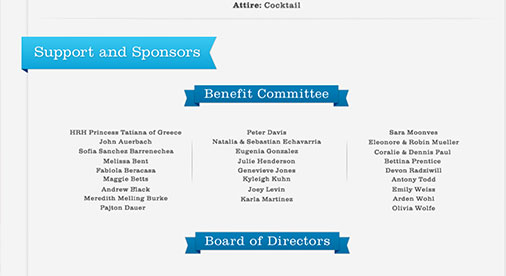 Attire: Cocktail
Support and Sponsors
Benefit Committee
HRH Princess Tatiana of Greece
John Auerbach
Sofia Sanchez Barrenechea
Melissa Bent
Fabiola Beracasa
Maggie Betts
Andrew Black
Meredith Melling Burke
Pajton Dauer
Peter Davis
Natalia & Sebastian Echavarria
Eugenia Gonzalez
Julie Henderson
Genevieve Jones
Kyleigh Kuhn
Joey Levin
Karla Martinez
Sara Moonves
Eleonore & Robin Mueller
Coralie & Dennis Paul
Bettina Prentice
Devon Radziwill
Antony Todd
Emily Weiss
Arden Wohl
Olivia Wolfe
Board of Directors